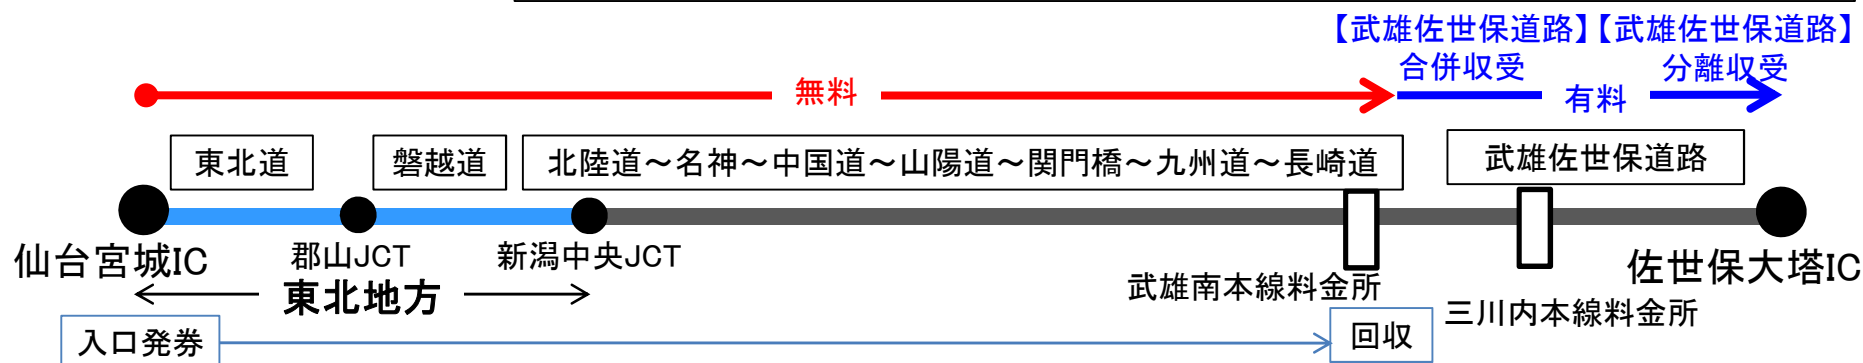 【武雄佐世保道路】【武雄佐世保道路】
合併収受 分離収受
無料 有料
東北道 磐越道 北陸道～名神～中国道～山陽道～関門橋～九州道～長崎道 武雄佐世保道路
仙台宮城IC 郡山JCT 新潟中央JCT 佐世保大塔IC
東北地方 武雄南本線料金所 三川内本線料金所
入口発券 回収